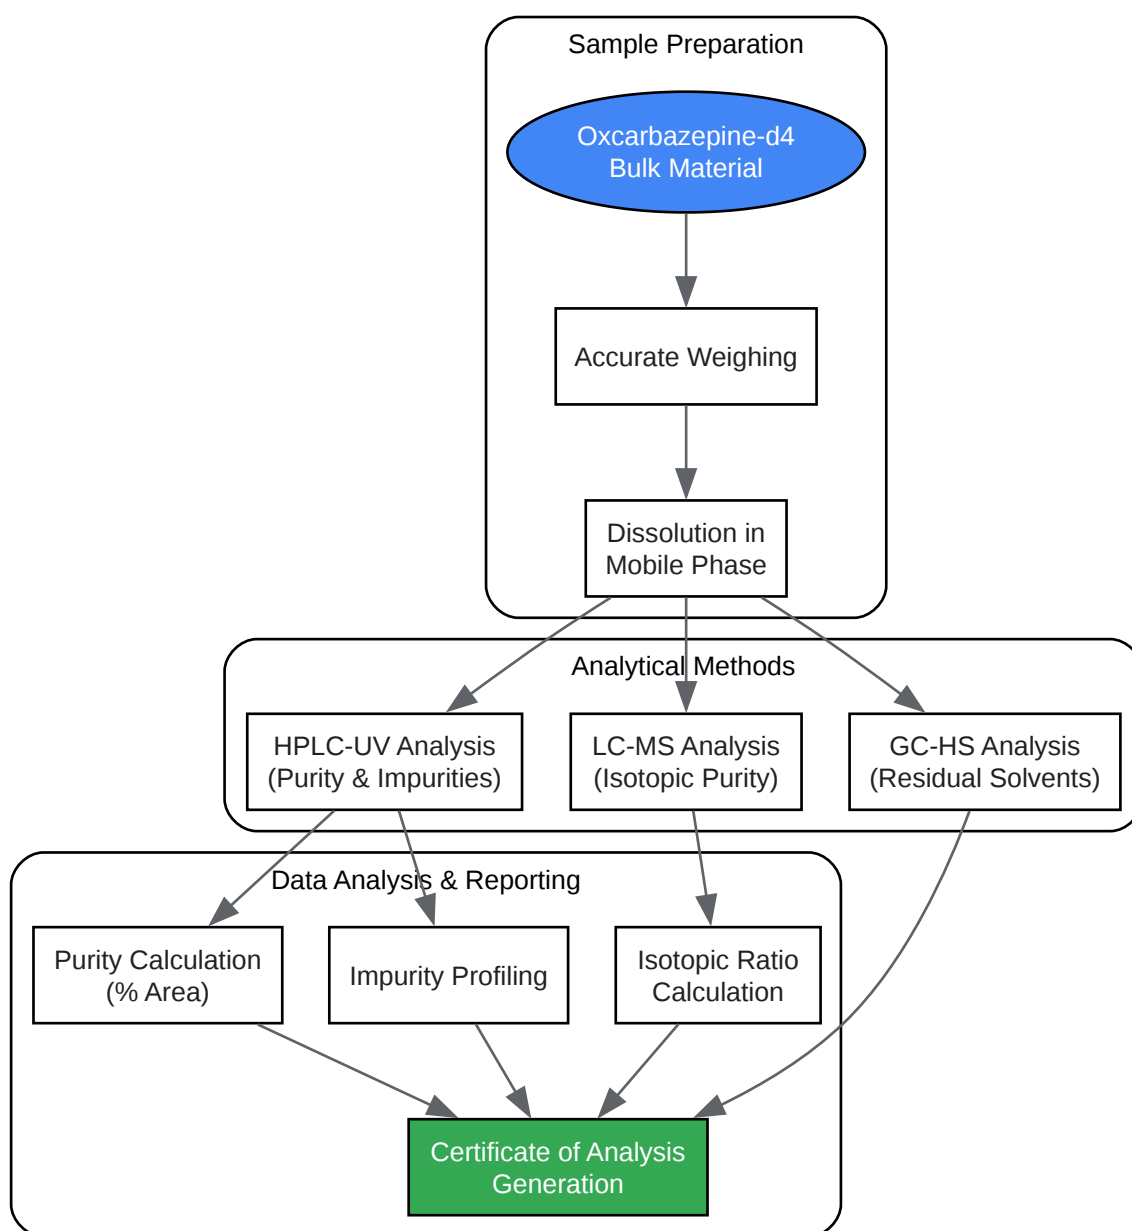 Sample Preparation
Oxcarbazepine-d4
Bulk Material
Accurate Weighing
Dissolution in
Mobile Phase
Analytical Methods
HPLC-UV Analysis
(Purity & Impurities)
LC-MS Analysis
(Isotopic Purity)
GC-HS Analysis
(Residual Solvents)
Data Analysis & Reporting
Purity Calculation
(% Area)
Impurity Profiling
Isotopic Ratio
Calculation
Certificate of Analysis
Generation